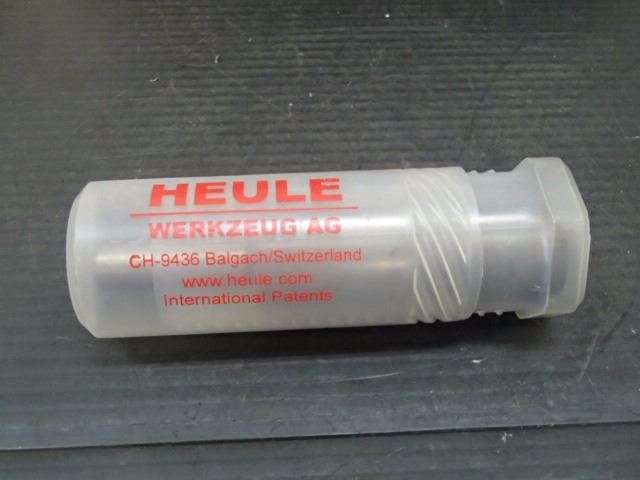 HEULE
WERKZEUG AG
CH-9436 Balgach/Switzerland
www.heule.com
International Patents